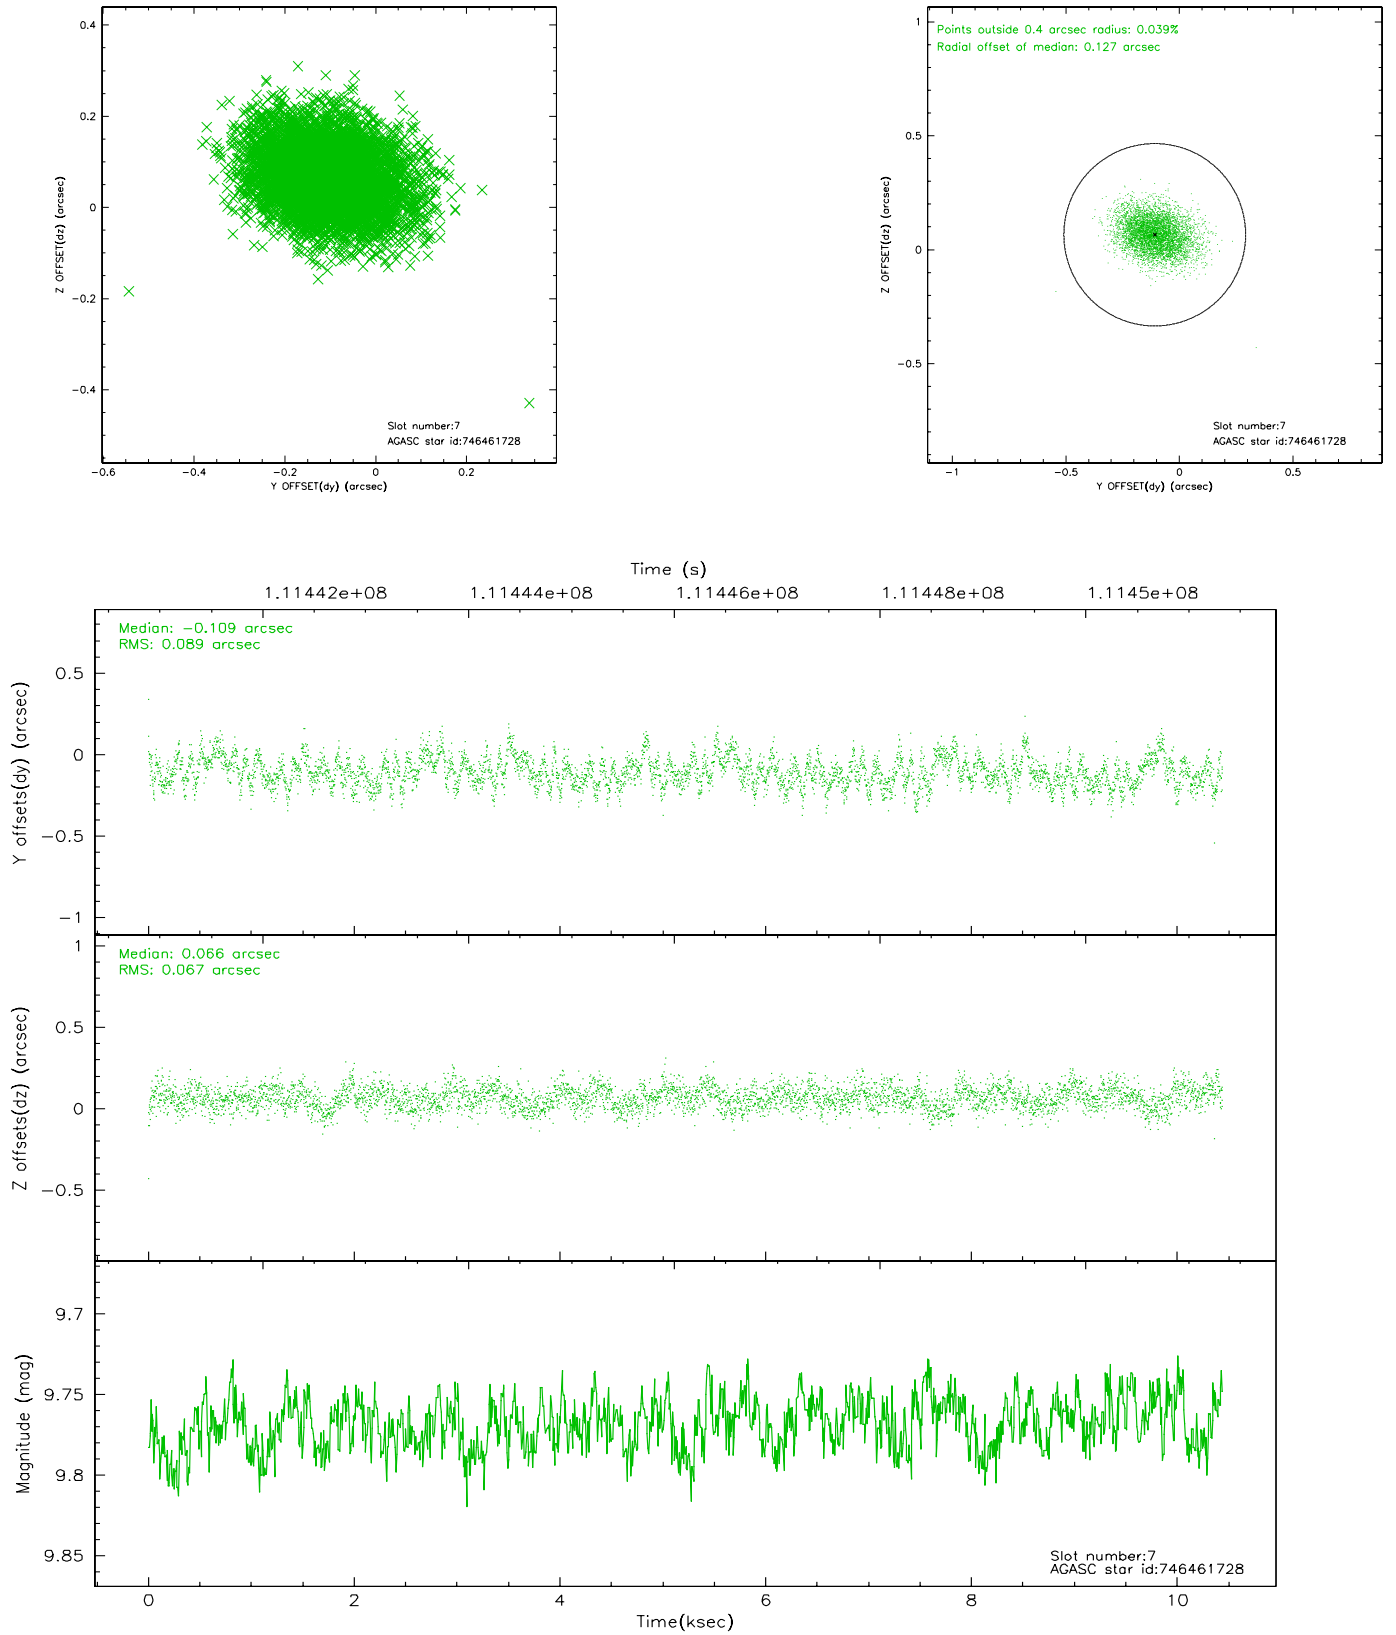 0.4
0.2
0
−0.2
−0.4
Z OFFSET(dz) (arcsec)
Slot number:7
AGASC star id:746461728
−0.6
−0.4
−0.2
0
0.2
Y OFFSET(dy) (arcsec)
Points outside 0.4 arcsec radius: 0.039%
Radial offset of median: 0.127 arcsec
1
0.5
0
−0.5
Z OFFSET(dz) (arcsec)
Slot number:7
AGASC star id:746461728
−1
−0.5
0
0.5
Y OFFSET(dy) (arcsec)
Time (s)
1.11442e+08
1.11444e+08
1.11446e+08
1.11448e+08
1.1145e+08
Median: −0.109 arcsec
RMS: 0.089 arcsec
0.5
0
−0.5
−1
Y offsets(dy) (arcsec)
Median: 0.066 arcsec
RMS: 0.067 arcsec
1
0.5
0
−0.5
Z offsets(dz) (arcsec)
9.7
9.75
9.8
9.85
Magnitude (mag)
Slot number:7
AGASC star id:746461728
0
2
4
6
8
10
Time(ksec)